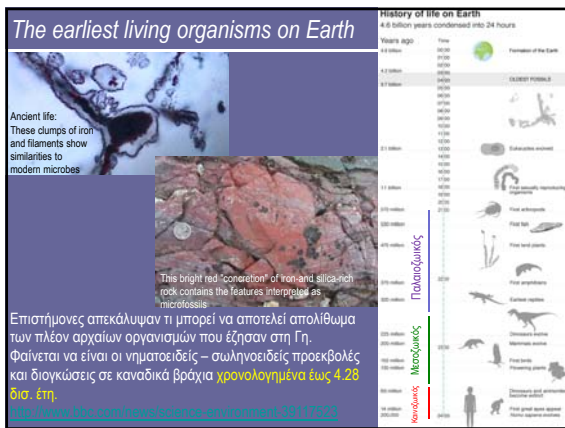 The earliest living organisms on Earth
Ancient life:
These clumps of iron
and filaments show
similarities to
modern microbes
This bright red "concretion" of iron-and silica-rich
rock contains the features interpreted as
microfossils
Επιστήμονες απεκάλυψαν τι μπορεί να αποτελεί απολίθωμα
των πλέον αρχαίων οργανισμών που έζησαν στη Γη.
Φαίνεται να είναι οι νηματοειδείς – σωληνοειδείς προεκβολές
και διογκώσεις σε καναδικά βράχια χρονολογημένα έως 4.28
δισ. έτη.
History of life on Earth
4.6 billion years condensed into 24 hours
Years ago Time
Formation of the Earth
OLDEST FOSSILS
Eukaryotes evolved
First sexually reproducing
organisms
First arthropods
First fish
First land plants
First amphibians
Earliest reptiles
Dinosaurs evolve
Mammals evolve
First birds
Flowering plants
Dinosaurs and ammonites
become extinct
First great apes appear
Homo sapiens evolves
Παλαιοζωικός
Μεσοζωικός
Καινοζωικός